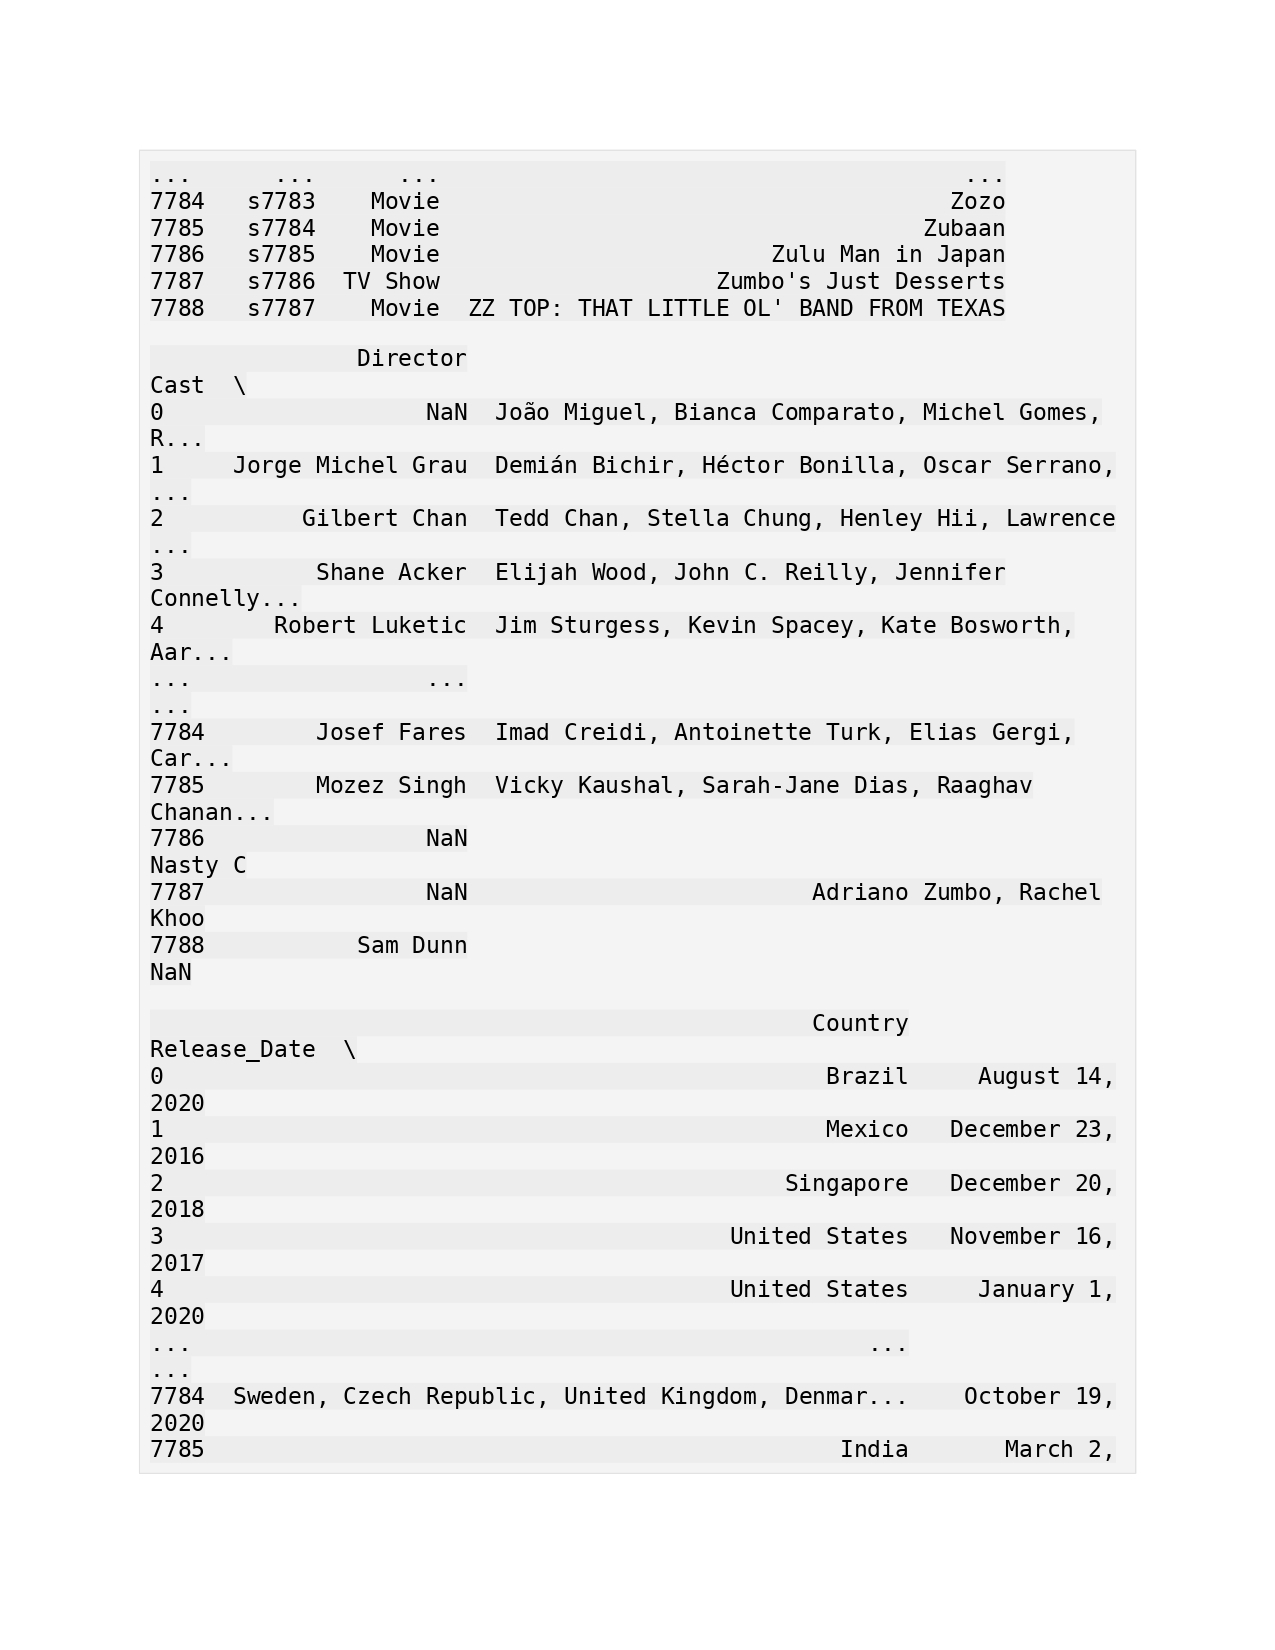 ...      ...      ...                                      ...
7784   s7783    Movie                                     Zozo
7785   s7784    Movie                                   Zubaan
7786   s7785    Movie                        Zulu Man in Japan
7787   s7786  TV Show                    Zumbo's Just Desserts
7788   s7787    Movie  ZZ TOP: THAT LITTLE OL' BAND FROM TEXAS
               Director
Cast  \
0                   NaN  João Miguel, Bianca Comparato, Michel Gomes,
R...
1     Jorge Michel Grau  Demián Bichir, Héctor Bonilla, Oscar Serrano,
...
2          Gilbert Chan  Tedd Chan, Stella Chung, Henley Hii, Lawrence
...
3           Shane Acker  Elijah Wood, John C. Reilly, Jennifer
Connelly...
4        Robert Luketic  Jim Sturgess, Kevin Spacey, Kate Bosworth,
Aar...
...                 ...
...
7784        Josef Fares  Imad Creidi, Antoinette Turk, Elias Gergi,
Car...
7785        Mozez Singh  Vicky Kaushal, Sarah-Jane Dias, Raaghav
Chanan...
7786                NaN
Nasty C
7787                NaN                         Adriano Zumbo, Rachel
Khoo
7788           Sam Dunn
NaN
                                                Country
Release_Date  \
0                                                Brazil     August 14,
2020
1                                                Mexico   December 23,
2016
2                                             Singapore   December 20,
2018
3                                         United States   November 16,
2017
4                                         United States     January 1,
2020
...                                                 ...
...
7784  Sweden, Czech Republic, United Kingdom, Denmar...    October 19,
2020
7785                                              India       March 2,